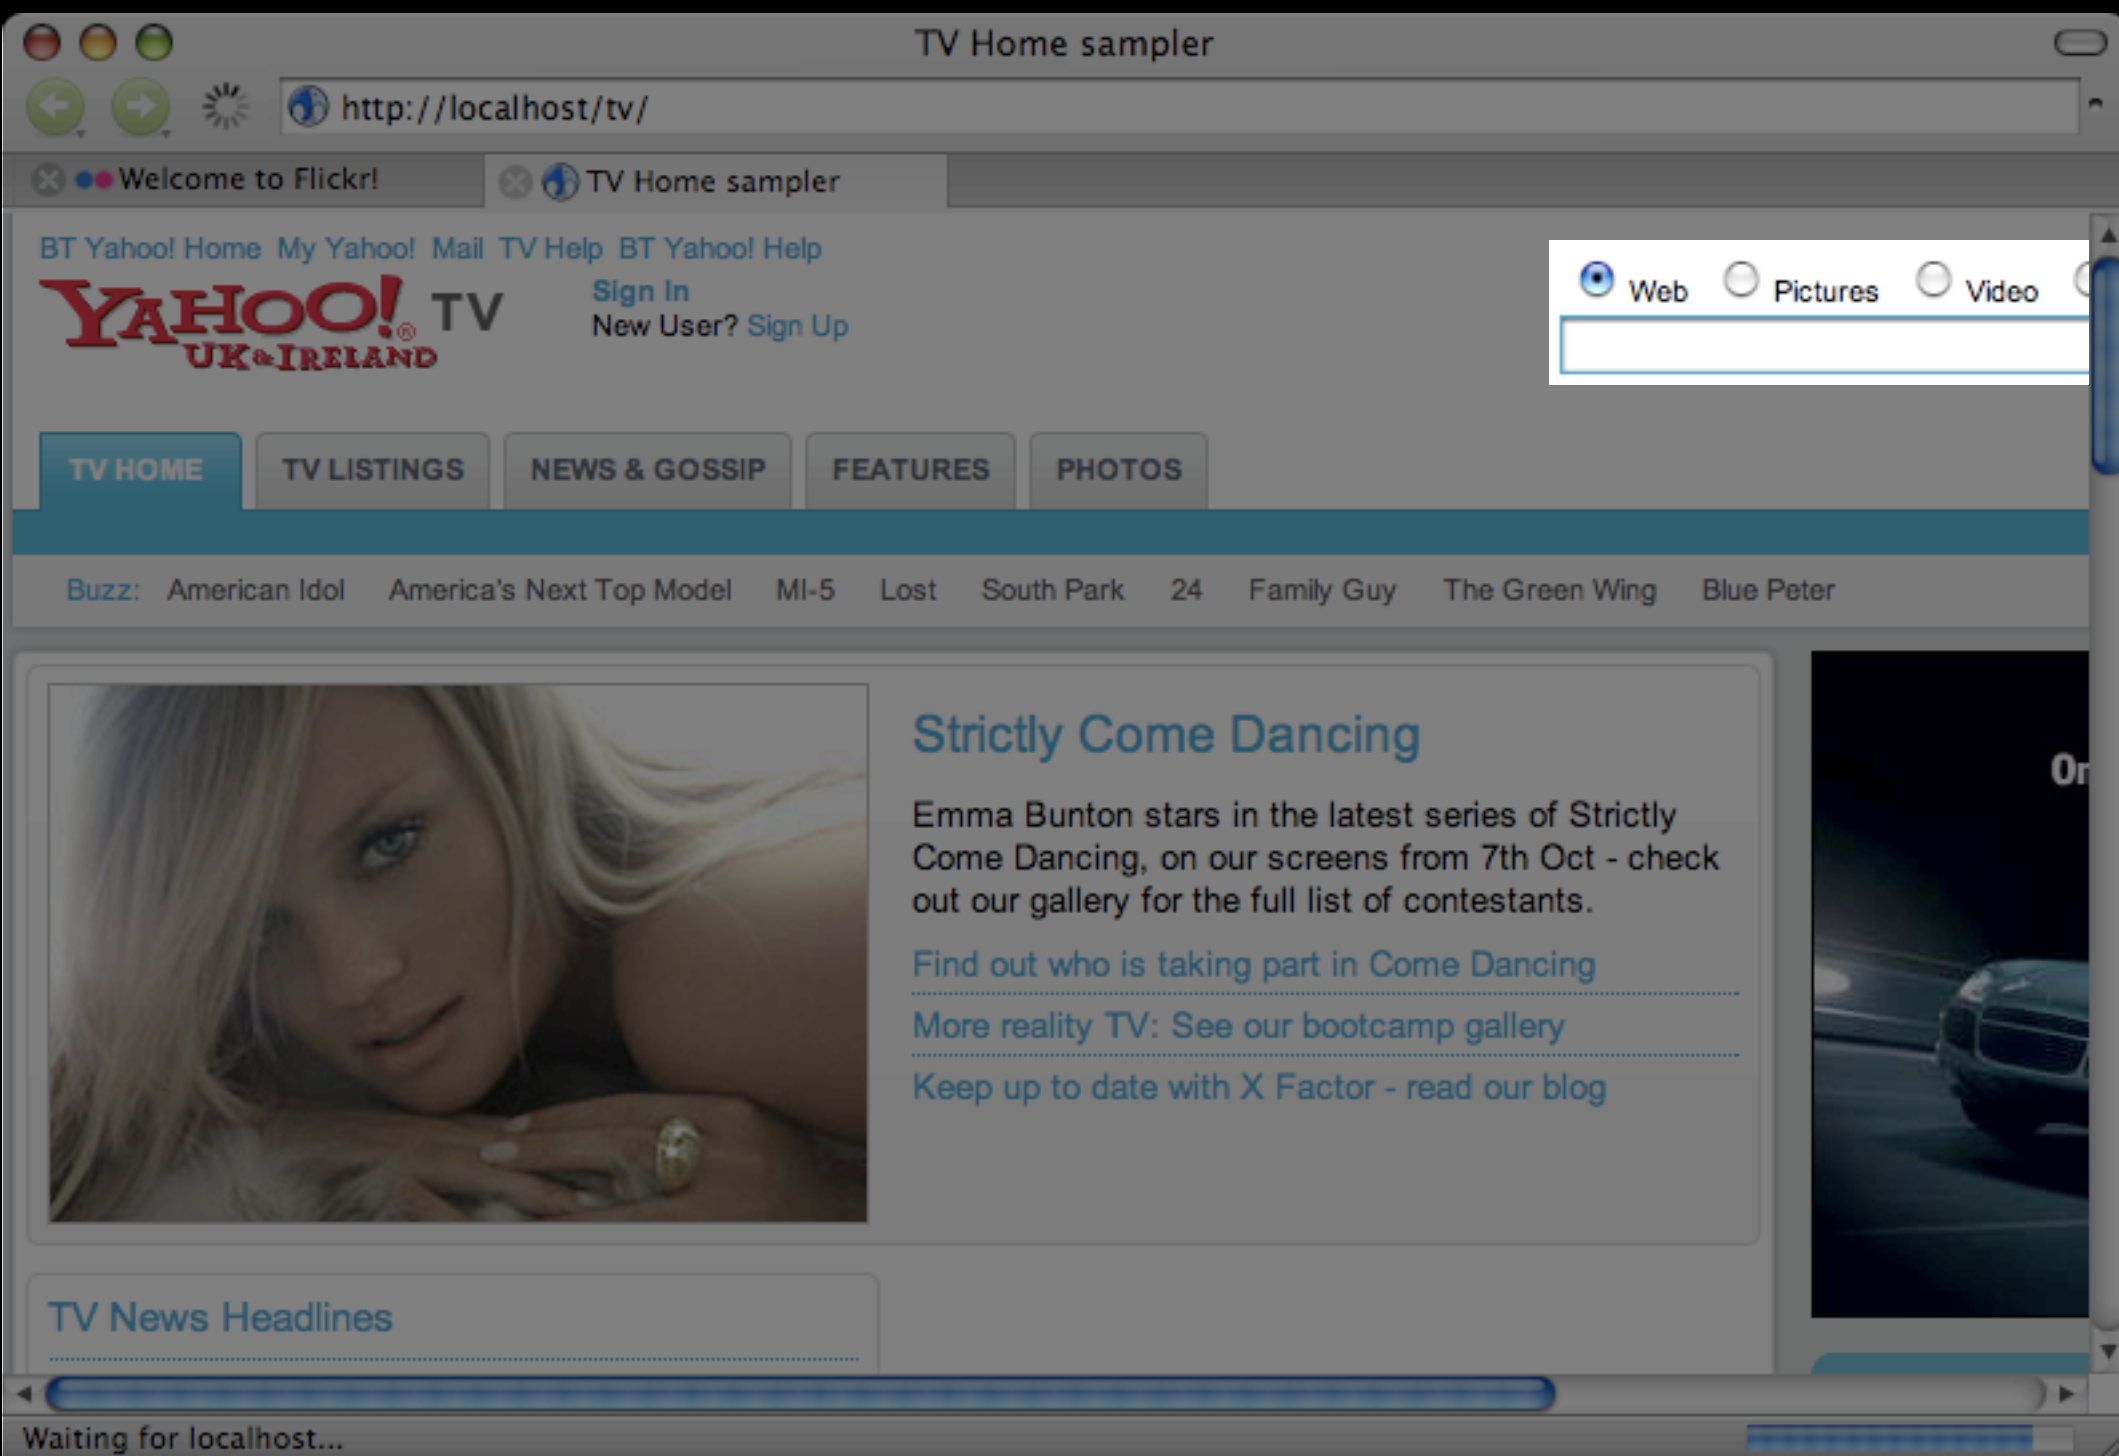 TV Home sampler
http://localhost/tv/
Welcome to Flickr!
TV Home sampler
BT Yahoo! Home My Yahoo! Mail TV Help BT Yahoo! Help
YAHOO!® TV
UK & IRELAND
Sign In
New User? Sign Up
Web Pictures Video
TV HOME TV LISTINGS NEWS & GOSSIP FEATURES PHOTOS
Buzz: American Idol America's Next Top Model MI-5 Lost South Park 24 Family Guy The Green Wing Blue Peter
Strictly Come Dancing
Emma Bunton stars in the latest series of Strictly
Come Dancing, on our screens from 7th Oct - check
out our gallery for the full list of contestants.
Find out who is taking part in Come Dancing
More reality TV: See our bootcamp gallery
Keep up to date with X Factor - read our blog
TV News Headlines
Waiting for localhost...